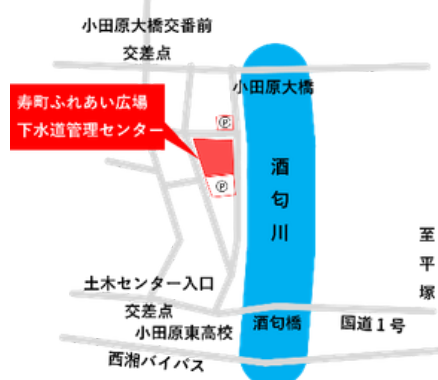 小田原大橋交番前
交差点
小田原大橋
寿町ふれあい広場
下水道管理センター
P
P
酒匂川
至平塚
土木センター入口
交差点
小田原東高校
酒匂橋
国道1号
西湘バイパス